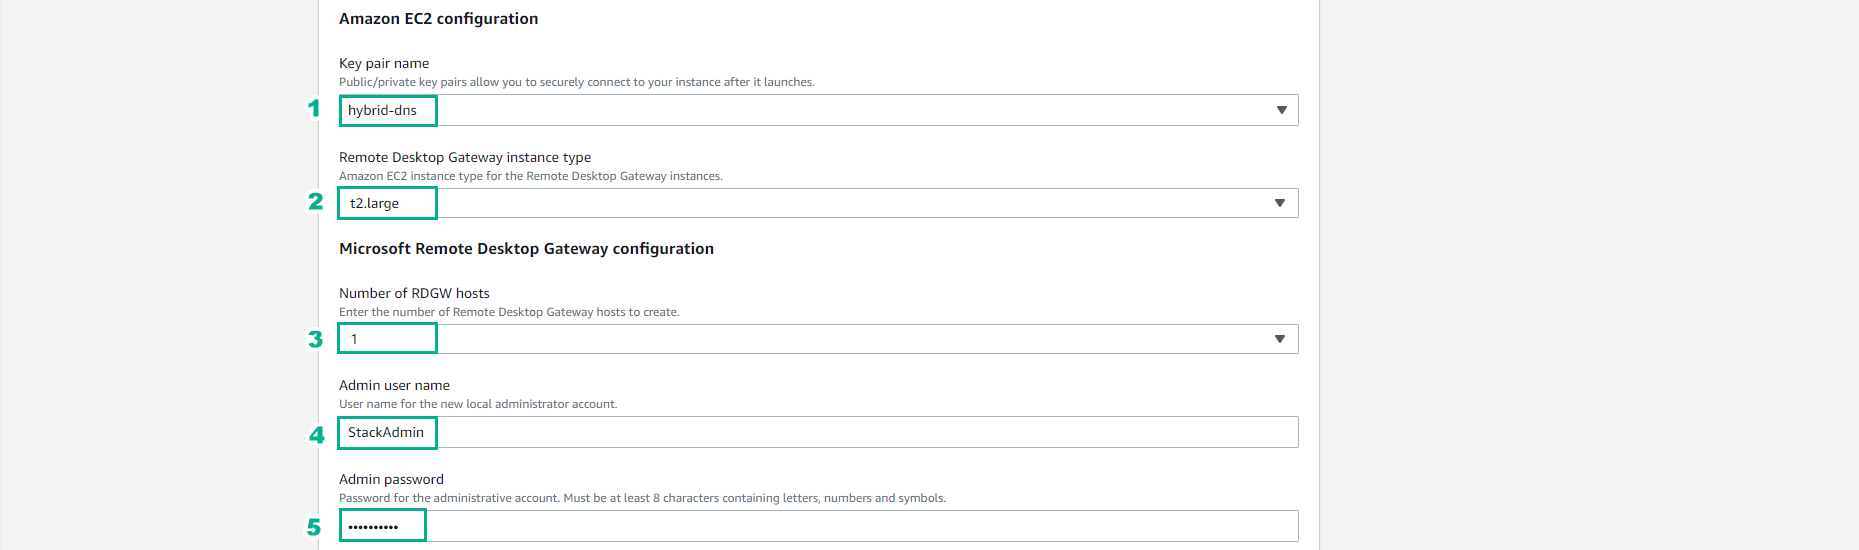 Amazon EC2 configuration
Key pair name
Public/private key pairs allow you to securely connect to your instance after it launches.
1 hybrid-dns
Remote Desktop Gateway instance type
Amazon EC2 instance type for the Remote Desktop Gateway instances.
2 t2.large
Microsoft Remote Desktop Gateway configuration
Number of RDGW hosts
Enter the number of Remote Desktop Gateway hosts to create.
3 1
Admin user name
User name for the new local administrator account.
4 StackAdmin
Admin password
Password for the administrative account. Must be at least 8 characters containing letters, numbers and symbols.
5 ••••••••••